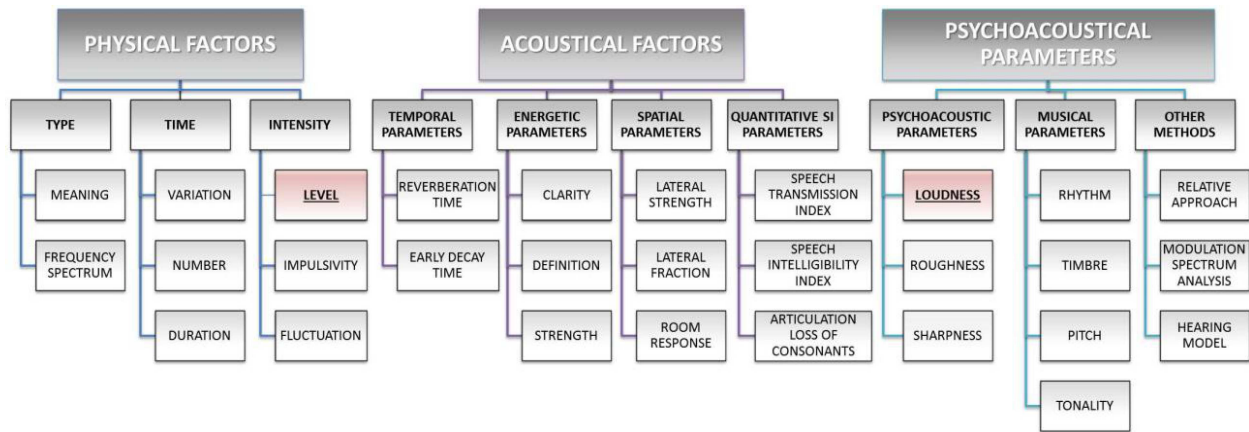 PHYSICAL FACTORS
TYPE
MEANING
FREQUENCY
SPECTRUM
TIME
VARIATION
NUMBER
DURATION
INTENSITY
LEVEL
IMPULSIVITY
FLUCTUATION
ACOUSTICAL FACTORS
TEMPORAL
PARAMETERS
REVERBERATION
TIME
EARLY DECAY
TIME
ENERGETIC
PARAMETERS
CLARITY
DEFINITION
STRENGTH
SPATIAL
PARAMETERS
LATERAL
STRENGTH
LATERAL
FRACTION
ROOM
RESPONSE
QUANTITATIVE SI
PARAMETERS
SPEECH
TRANSMISSION
INDEX
SPEECH
INTELLIGIBILITY
INDEX
ARTICULATION
LOSS OF
CONSONANTS
PSYCHOACOUSTICAL
PARAMETERS
PSYCHOACOUSTIC
PARAMETERS
LOUDNESS
ROUGHNESS
SHARPNESS
MUSICAL
PARAMETERS
RHYTHM
TIMBRE
PITCH
TONALITY
OTHER
METHODS
RELATIVE
APPROACH
MODULATION
SPECTRUM
ANALYSIS
HEARING
MODEL